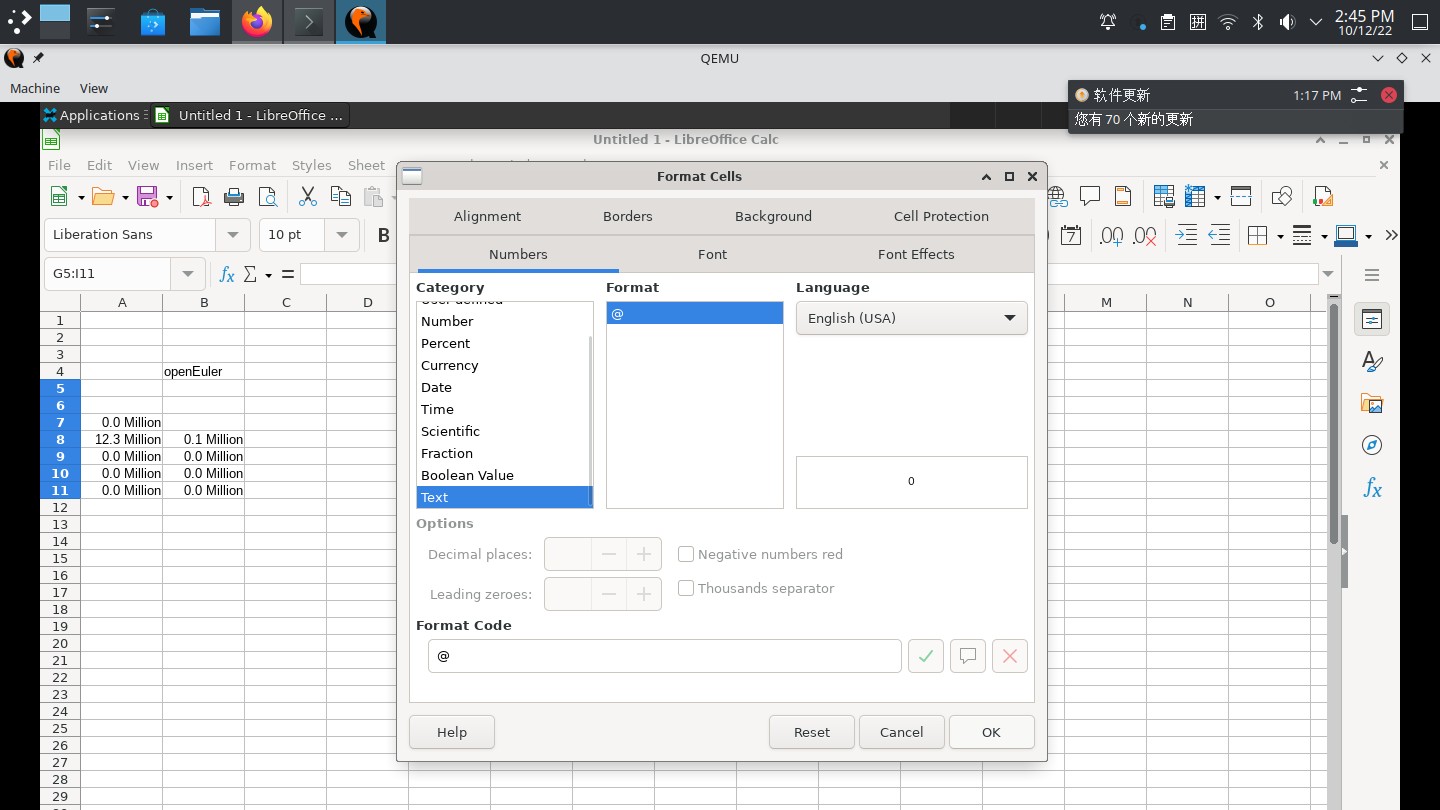 2:45 PM
10/12/22
QEMU
Machine View
软件更新 1:17 PM
您有 70 个新的更新
Applications
Untitled 1 - LibreOffice ...
Untitled 1 - LibreOffice Calc
File Edit View Insert Format Styles Sheet
Liberation Sans 10 pt B
G5:I11
A B C D M N O
1
2
3
4 openEuler
5
6
7 0.0 Million
8 12.3 Million 0.1 Million
9 0.0 Million 0.0 Million
10 0.0 Million 0.0 Million
11 0.0 Million 0.0 Million
12
13
14
15
16
17
18
19
20
21
22
23
24
25
26
27
28
29
Format Cells
Alignment Borders Background Cell Protection
Numbers Font Font Effects
Category Format Language
User-defined @ English (USA)
Number
Percent
Currency
Date
Time
Scientific
Fraction
Boolean Value
Text
0
Options
Decimal places: Negative numbers red
Leading zeroes: Thousands separator
Format Code
@
Help Reset Cancel OK